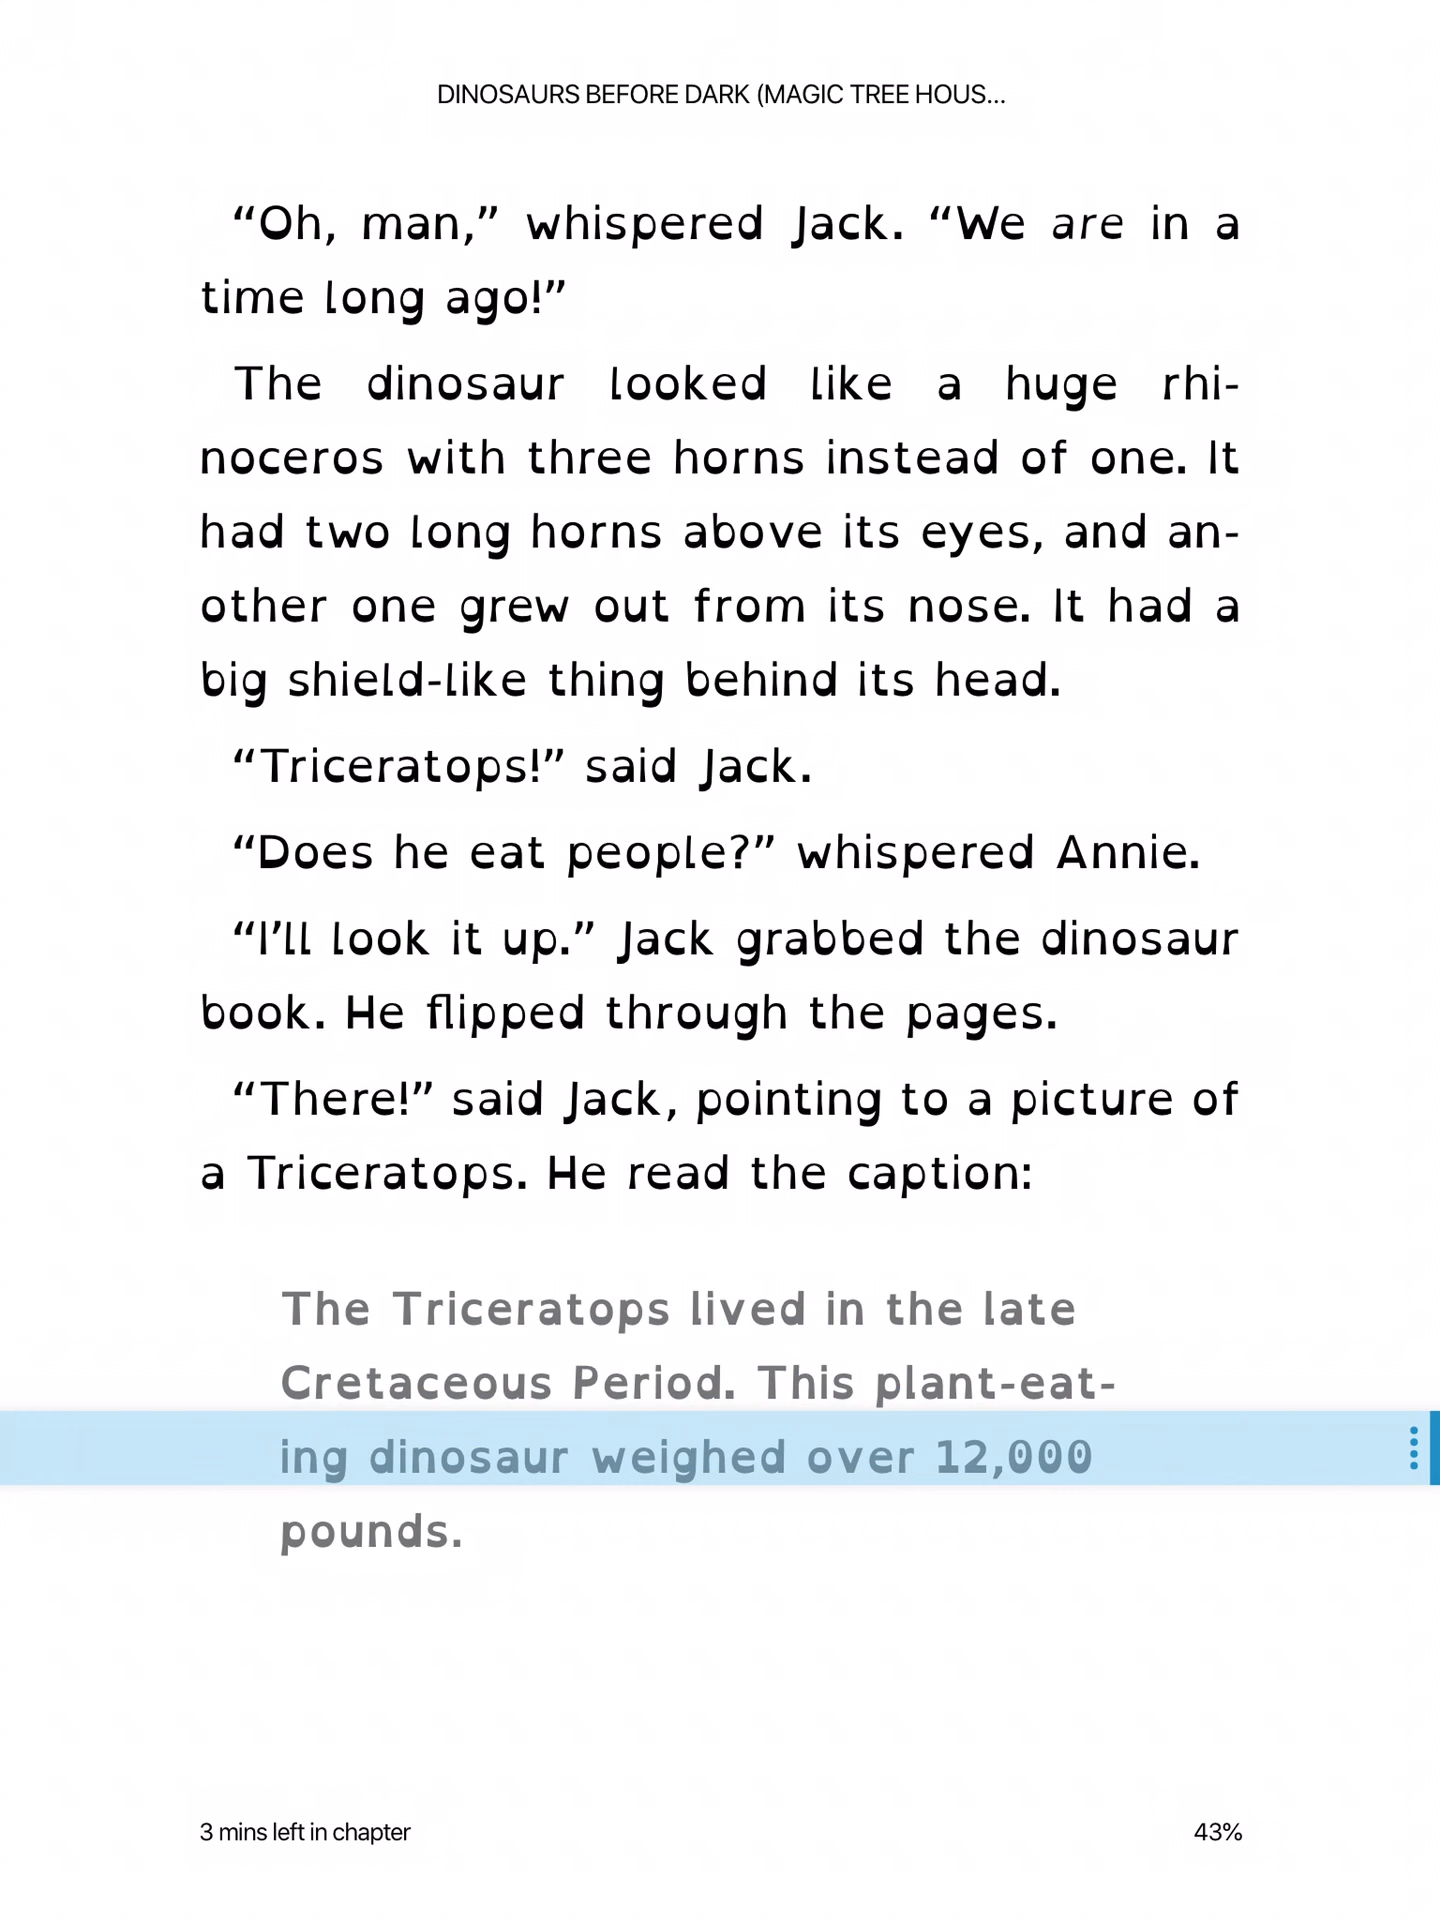 DINOSAURS BEFORE DARK (MAGIC TREE HOUS...
“Oh, man,” whispered Jack. “We are in a
time long ago!”
The dinosaur looked like a huge rhi-
noceros with three horns instead of one. It
had two long horns above its eyes, and an-
other one grew out from its nose. It had a
big shield-like thing behind its head.
“Triceratops!” said Jack.
“Does he eat people?” whispered Annie.
“I’ll look it up.” Jack grabbed the dinosaur
book. He flipped through the pages.
“There!” said Jack, pointing to a picture of
a Triceratops. He read the caption:
The Triceratops lived in the late
Cretaceous Period. This plant-eat-
ing dinosaur weighed over 12,000
pounds.
3 mins left in chapter 43%